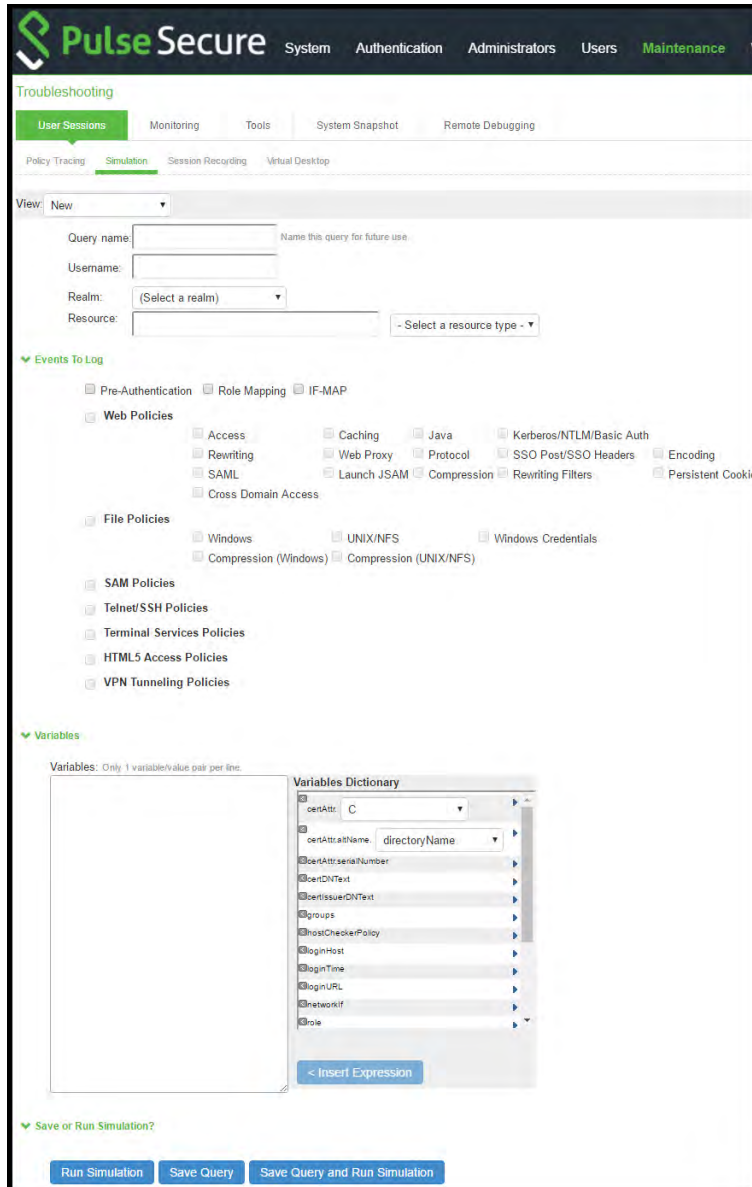 Pulse Secure System Authentication Administrators Users Maintenance
Troubleshooting
User Sessions Monitoring Tools System Snapshot Remote Debugging
Policy Tracing Simulation Session Recording Virtual Desktop
View: New
Query name: Name this query for future use.
Username:
Realm: (Select a realm)
Resource: - Select a resource type -
Events To Log
Pre-Authentication Role Mapping IF-MAP
Web Policies
Access Caching Java Kerberos/NTLM/Basic Auth
Rewriting Web Proxy Protocol SSO Post/SSO Headers Encoding
SAML Launch JSAM Compression Rewriting Filters Persistent Cooki
Cross Domain Access
File Policies
Windows UNIX/NFS Windows Credentials
Compression (Windows) Compression (UNIX/NFS)
SAM Policies
Telnet/SSH Policies
Terminal Services Policies
HTML5 Access Policies
VPN Tunneling Policies
Variables
Variables: Only 1 variable/value pair per line.
Variables Dictionary
certAttr. C
certAttr.altName. directoryName
certAttr.serialNumber
certDNText
certIssuerDNText
groups
hostCheckerPolicy
loginHost
loginTime
loginURL
networkIf
role
< Insert Expression
Save or Run Simulation?
Run Simulation Save Query Save Query and Run Simulation